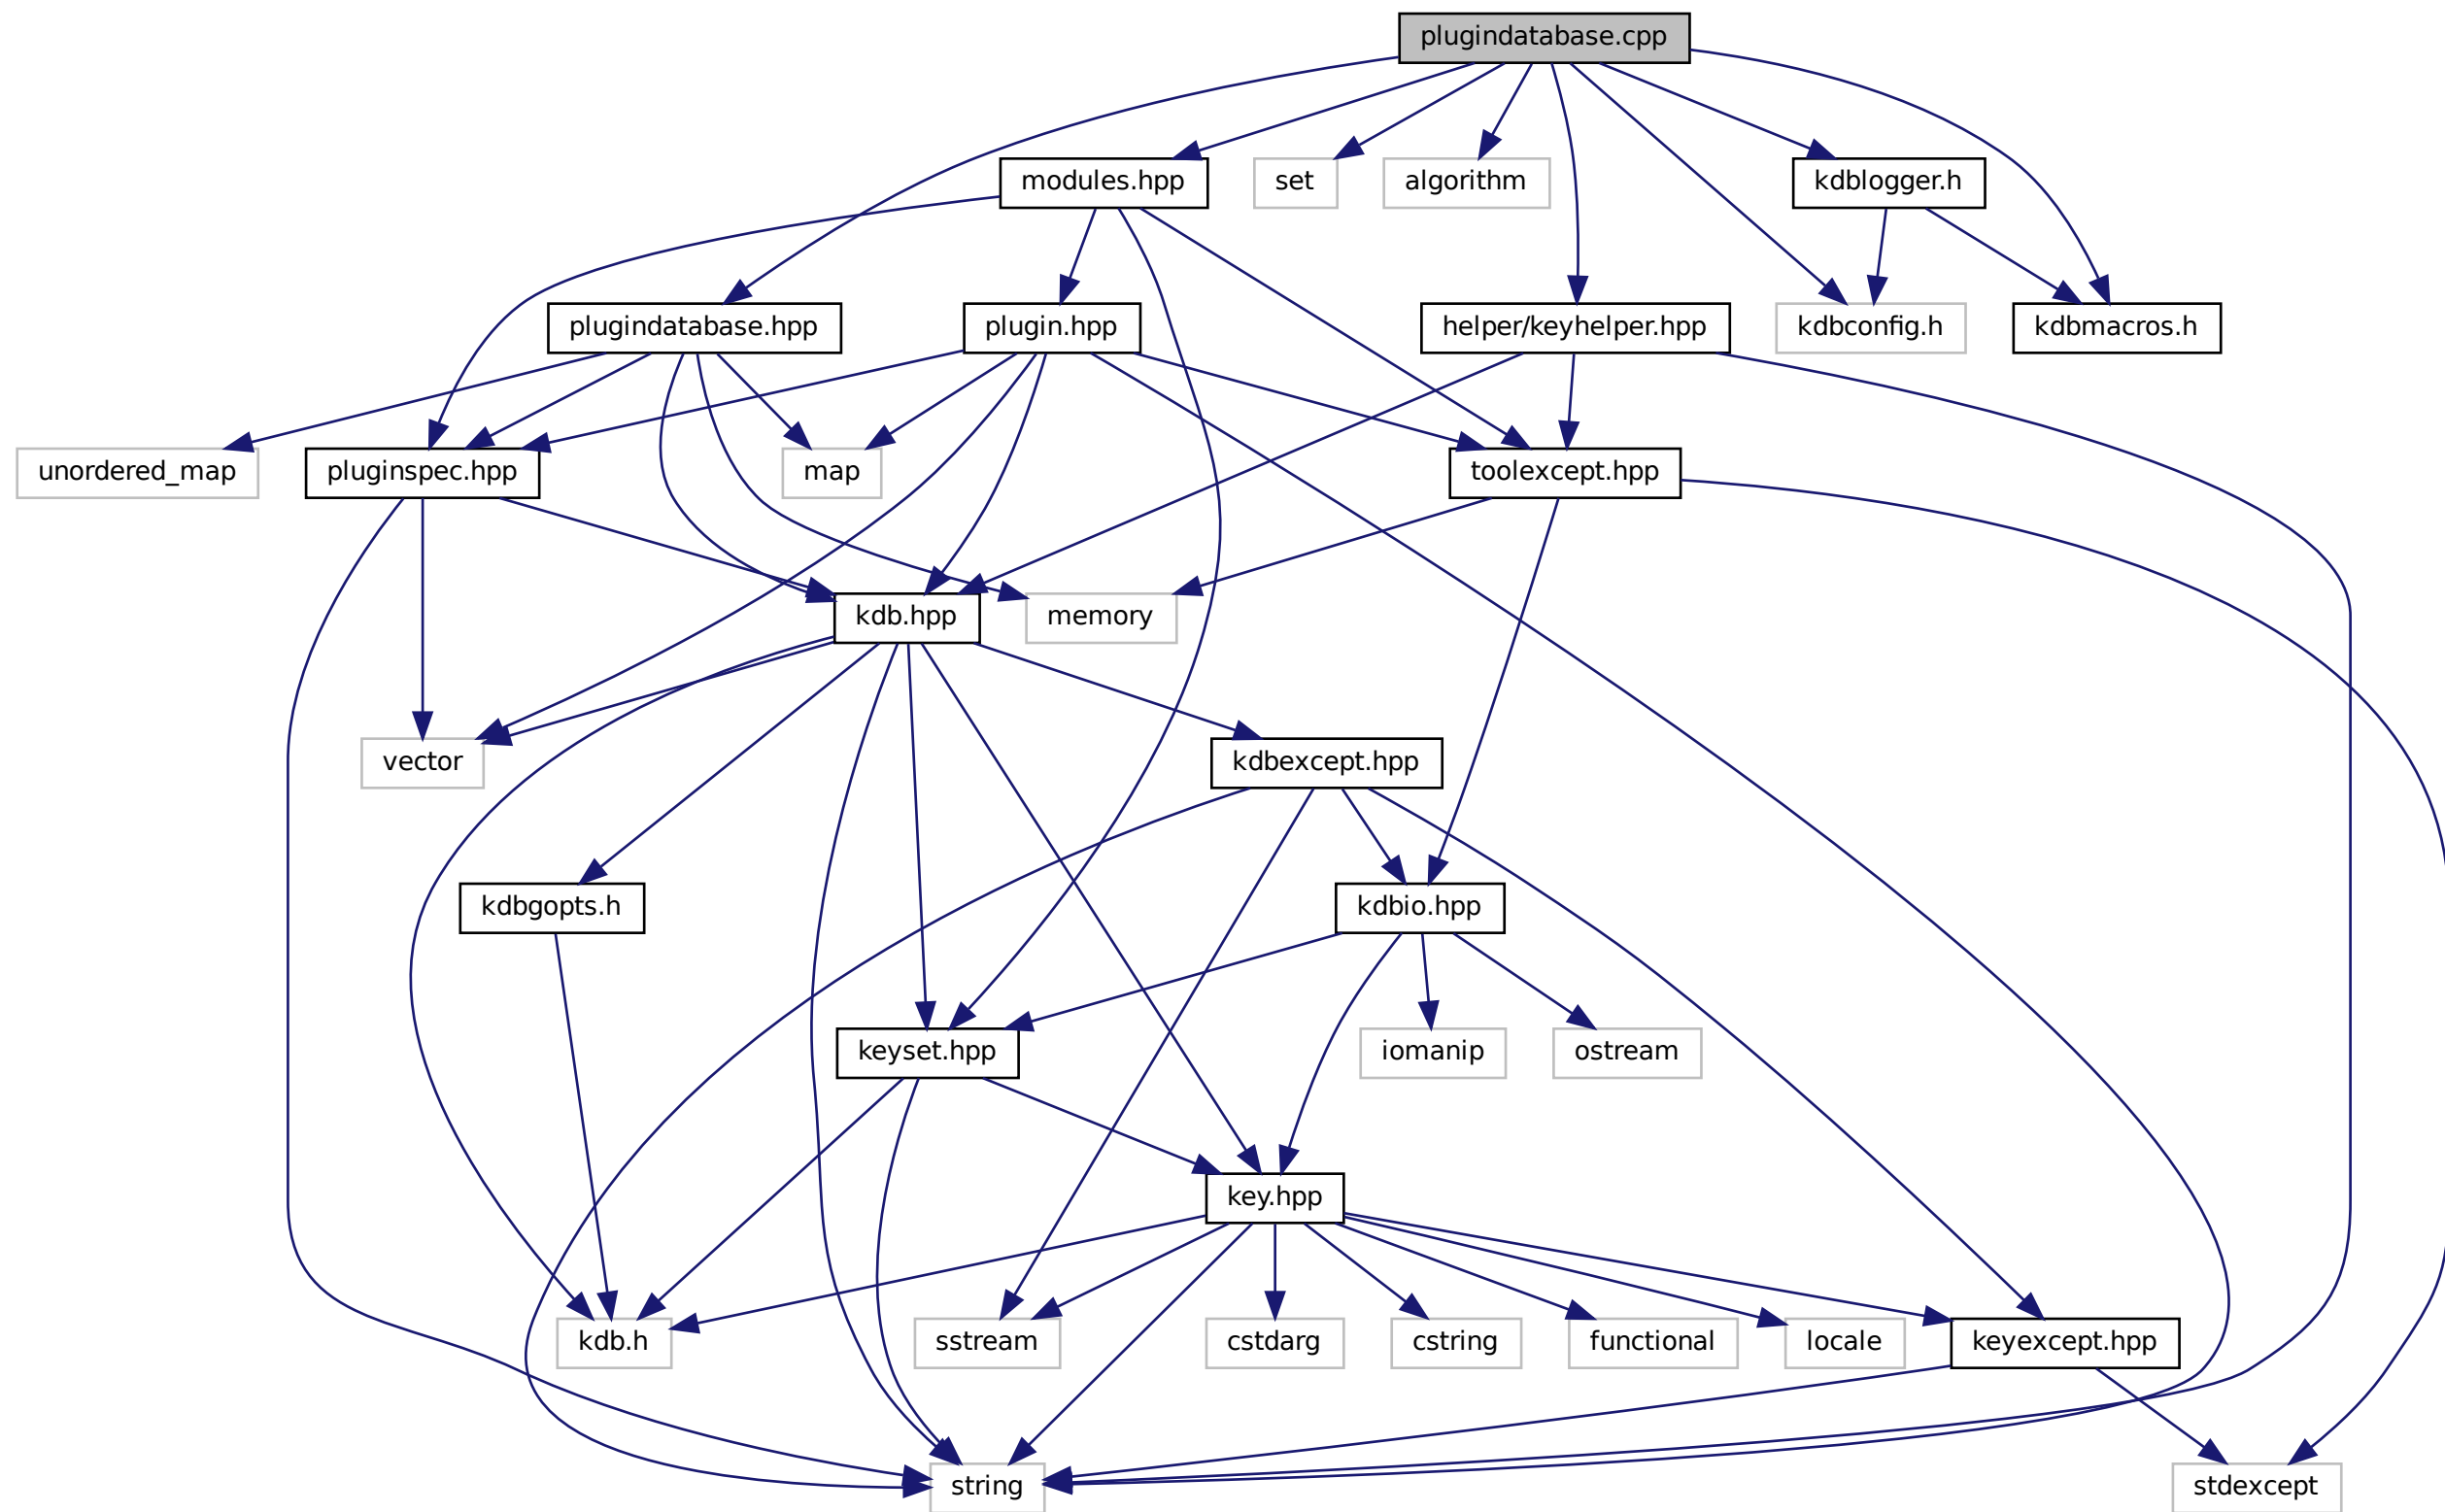 plugindatabase.cpp
modules.hpp
set
algorithm
kdblogger.h
plugindatabase.hpp
plugin.hpp
helper/keyhelper.hpp
kdbconfig.h
kdbmacros.h
unordered_map
pluginspec.hpp
map
toolexcept.hpp
kdb.hpp
memory
vector
kdbexcept.hpp
kdbgopts.h
kdbio.hpp
keyset.hpp
iomanip
ostream
key.hpp
kdb.h
sstream
cstdarg
cstring
functional
locale
keyexcept.hpp
string
stdexcept